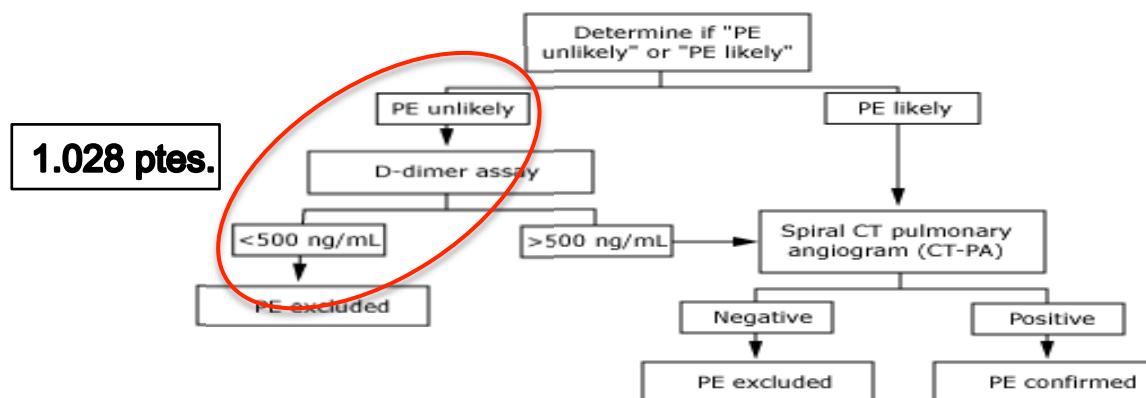 Determine if "PE
unlikely" or "PE likely"
PE unlikely
PE likely
1.028 ptes.
D-dimer assay
<500 ng/mL
>500 ng/mL
Spiral CT pulmonary
angiogram (CT-PA)
PE excluded
Negative
Positive
PE excluded
PE confirmed